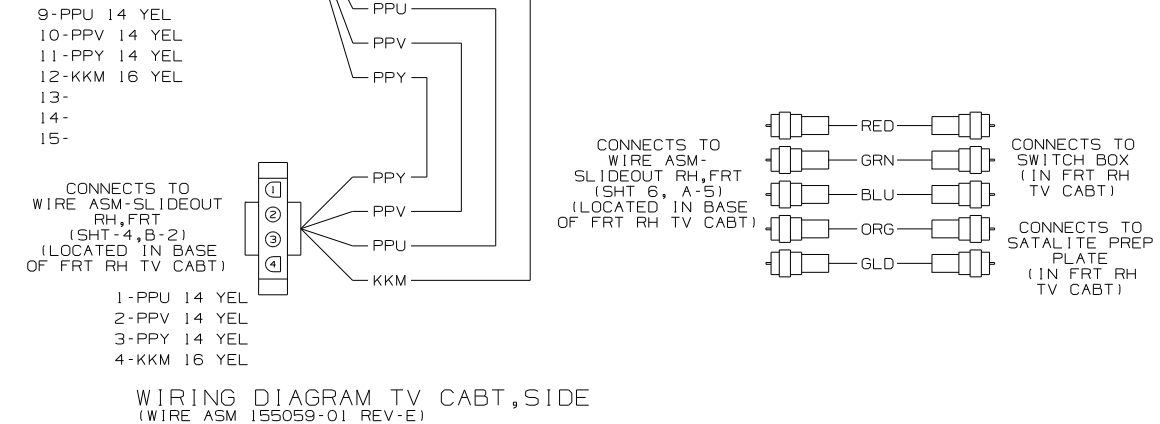 9-PPU 14 YEL
10-PPV 14 YEL
11-PPY 14 YEL
12-KKM 16 YEL
13-
14-
15-
PPU
PPV
PPY
CONNECTS TO
WIRE ASM-SLIDEOUT
RH,FRT
(SHT-4,B-2)
(LOCATED IN BASE
OF FRT RH TV CABT)
1
2
3
4
PPY
PPV
PPU
KKM
1-PPU 14 YEL
2-PPV 14 YEL
3-PPY 14 YEL
4-KKM 16 YEL
CONNECTS TO
WIRE ASM-
SLIDEOUT RH,FRT
(SHT 6, A-5)
(LOCATED IN BASE
OF FRT RH TV CABT)
RED
GRN
BLU
ORG
GLD
CONNECTS TO
SWITCH BOX
(IN FRT RH
TV CABT)
CONNECTS TO
SATALITE PREP
PLATE
(IN FRT RH
TV CABT)
WIRING DIAGRAM TV CABT,SIDE
(WIRE ASM 155059-01 REV-E)